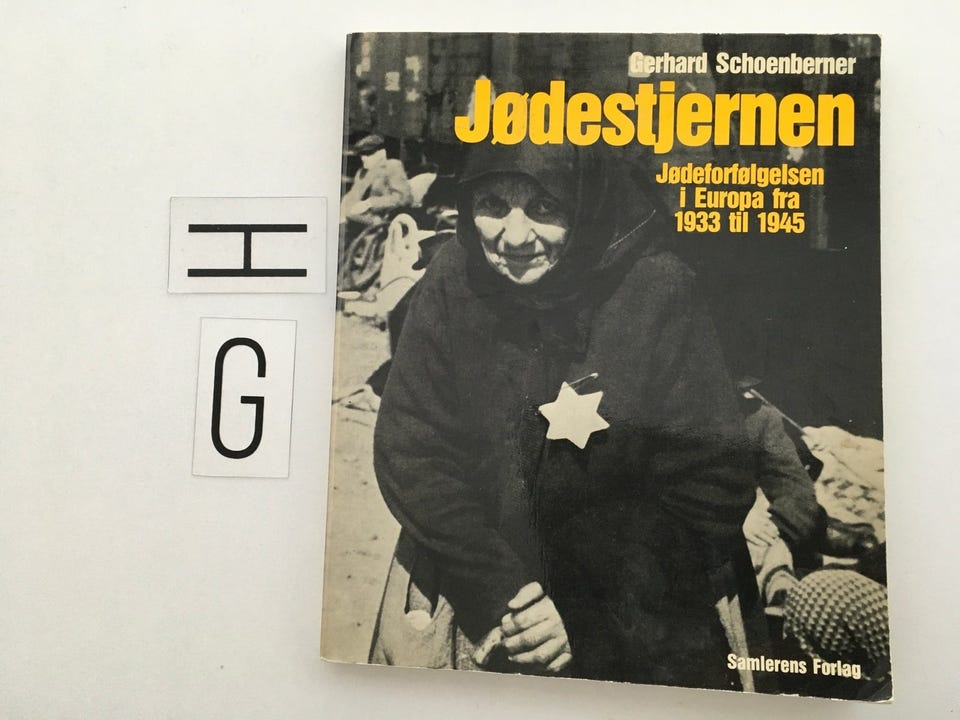 H
G
Gerhard Schoenberner
Jødestjernen
Jødeforfølgelsen
i Europa fra
1933 til 1945
Samlerens Forlag